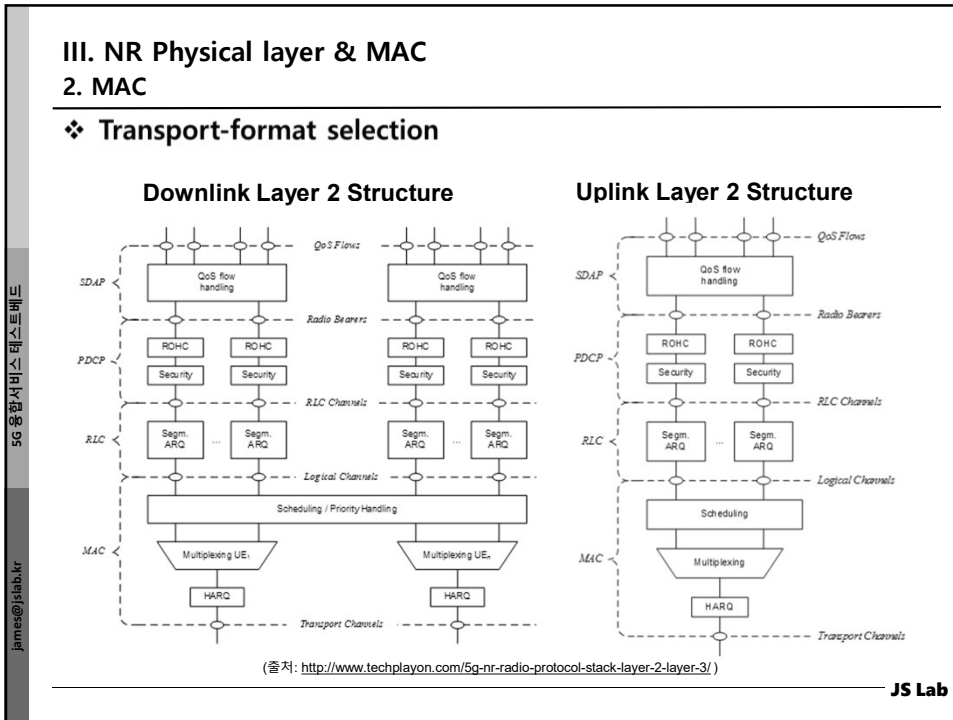 III. NR Physical layer & MAC
2. MAC
❖ Transport-format selection
Downlink Layer 2 Structure
QoS Flows
SDAP
QoS flow
handling
QoS flow
handling
Radio Bearers
PDCP
ROHC
ROHC
ROHC
ROHC
Security
Security
Security
Security
RLC Channels
RLC
Segm.
ARQ
...
Segm.
ARQ
Segm.
ARQ
...
Segm.
ARQ
Logical Channels
Scheduling / Priority Handling
MAC
Multiplexing UE1
Multiplexing UEn
HARQ
HARQ
Transport Channels
Uplink Layer 2 Structure
QoS Flows
SDAP
QoS flow
handling
Radio Bearers
PDCP
ROHC
ROHC
Security
Security
RLC Channels
RLC
Segm.
ARQ
...
Segm.
ARQ
Logical Channels
Scheduling
MAC
Multiplexing
HARQ
Transport Channels
(출처: http://www.techplayon.com/5g-nr-radio-protocol-stack-layer-2-layer-3/ )
JS Lab
5G 융합서비스 테스트베드
james@jslab.kr